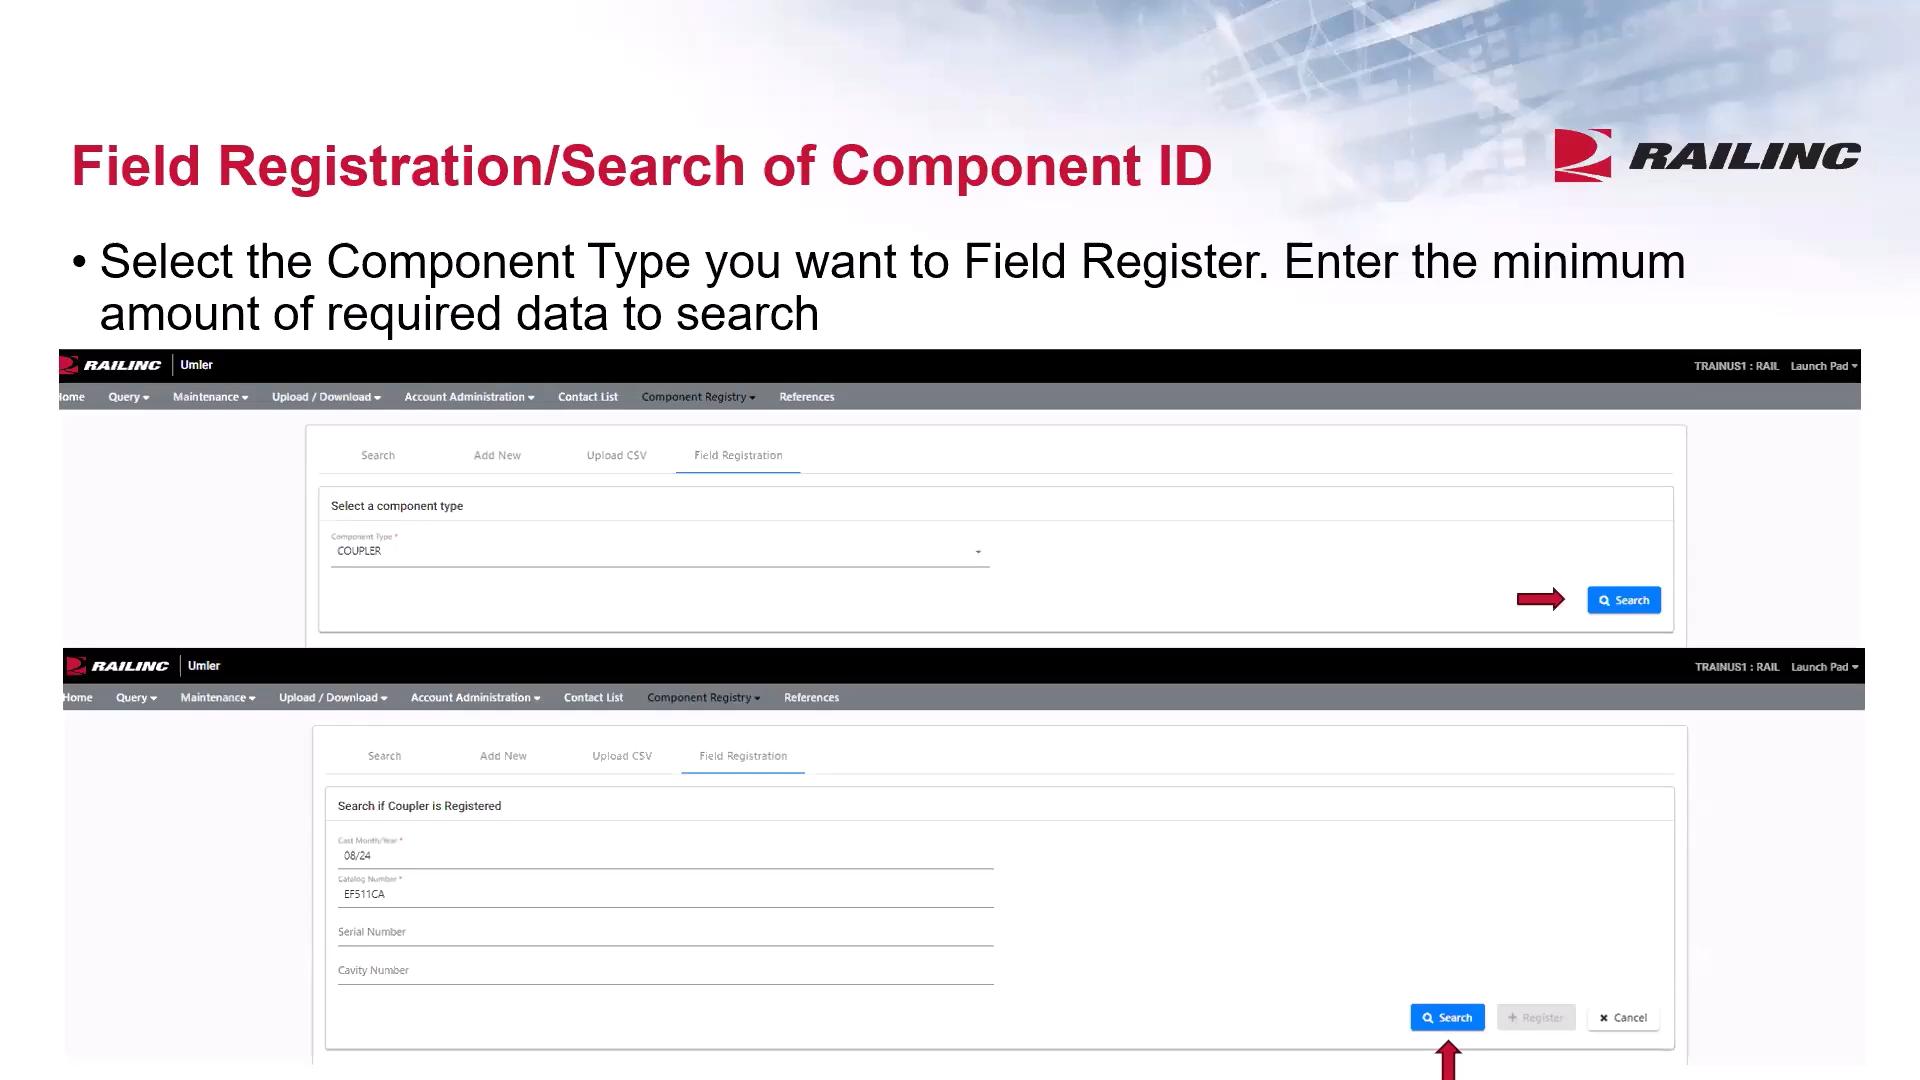 Field Registration/Search of Component ID
RAILINC
• Select the Component Type you want to Field Register. Enter the minimum
amount of required data to search
RAILINC Umler TRAINUS1 : RAIL Launch Pad
Home Query Maintenance Upload / Download Account Administration Contact List Component Registry References
Search Add New Upload CSV Field Registration
Select a component type
Component Type *
COUPLER
Search
RAILINC Umler TRAINUS1 : RAIL Launch Pad
Home Query Maintenance Upload / Download Account Administration Contact List Component Registry References
Search Add New Upload CSV Field Registration
Search if Coupler is Registered
Cast Month/Year *
08/24
Catalog Number *
EF511CA
Serial Number
Cavity Number
Search + Register × Cancel